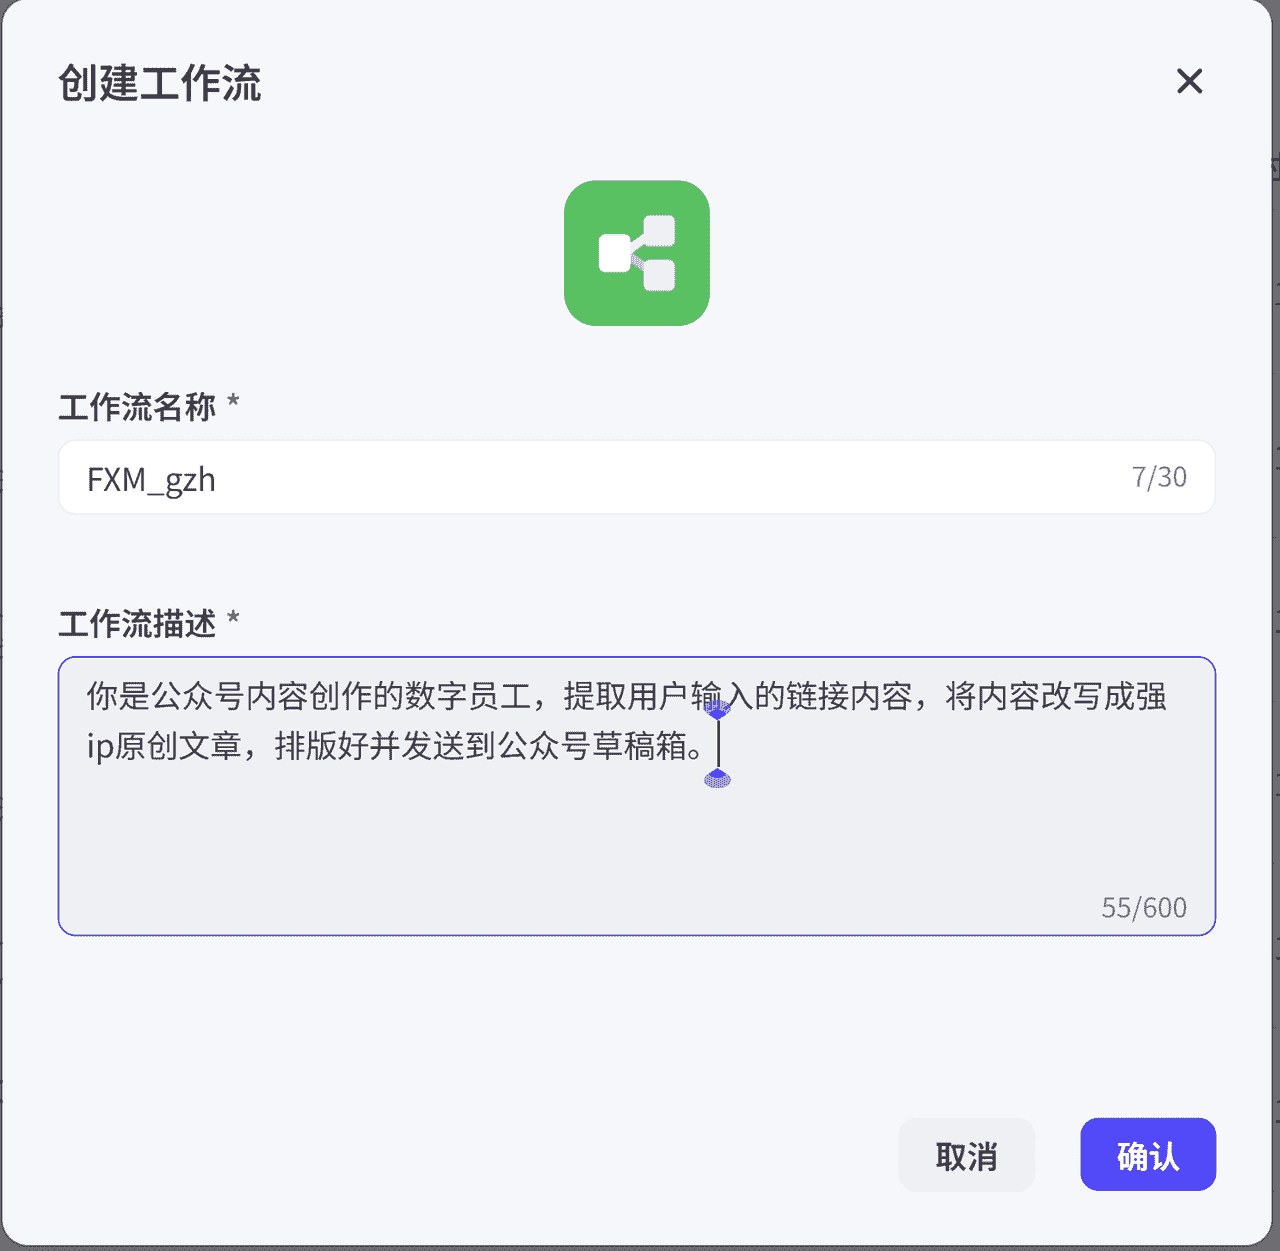 创建工作流
工作流名称 *
FXM_gzh
7/30
工作流描述 *
你是公众号内容创作的数字员工，提取用户输入的链接内容，将内容改写成强
ip原创文章，排版好并发送到公众号草稿箱。
55/600
取消
确认